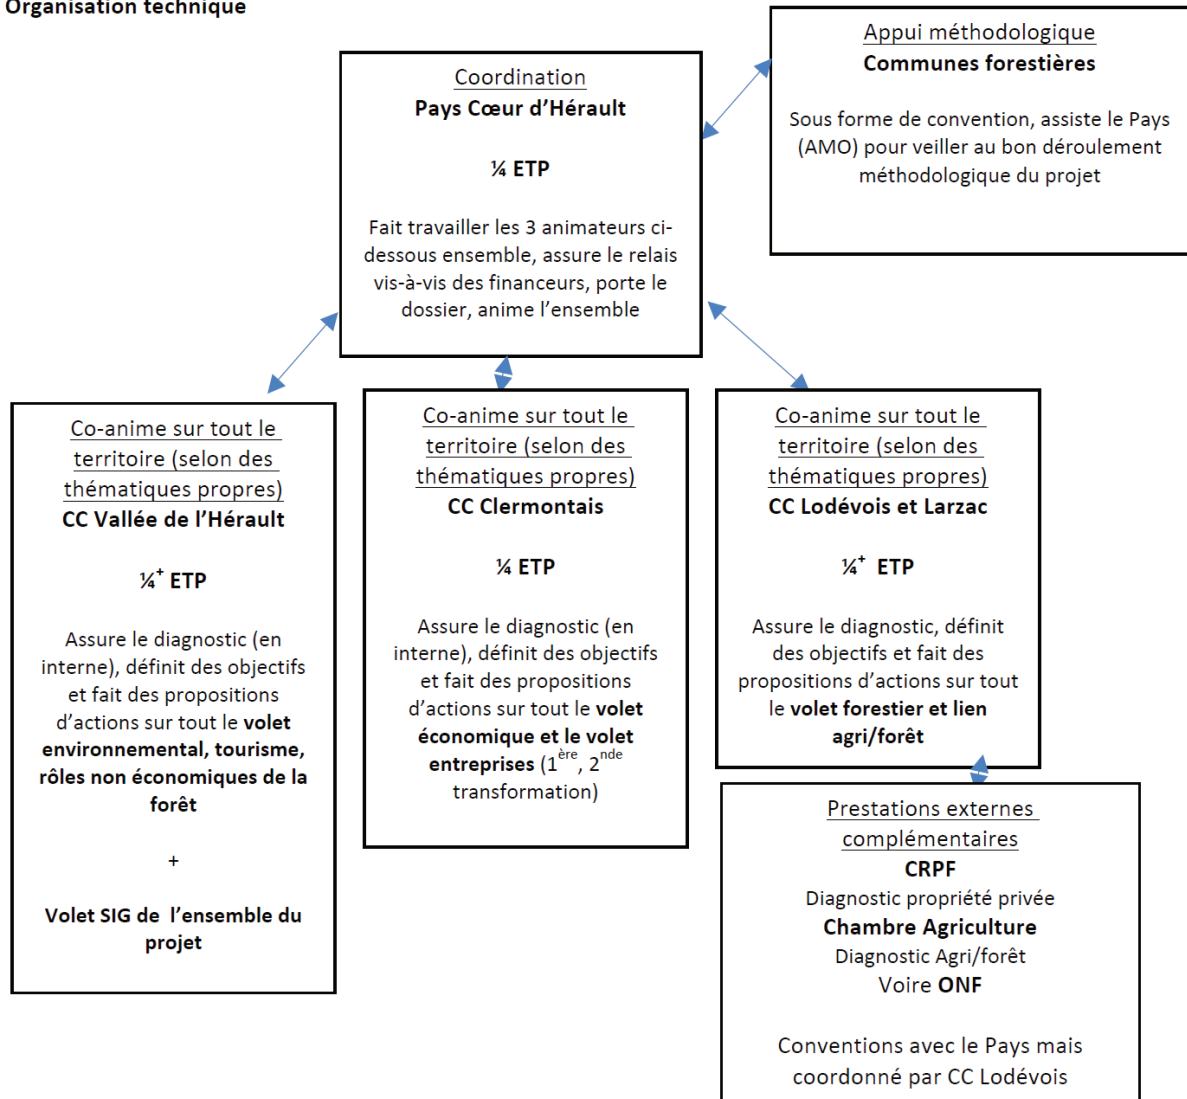 Organisation technique
Appui méthodologique
Communes forestières
Sous forme de convention, assiste le Pays
(AMO) pour veiller au bon déroulement
méthodologique du projet
Coordination
Pays Cœur d’Hérault
¼ ETP
Fait travailler les 3 animateurs ci-
dessous ensemble, assure le relais
vis-à-vis des financeurs, porte le
dossier, anime l’ensemble
Co-anime sur tout le
territoire (selon des
thématiques propres)
CC Vallée de l’Hérault
¼⁺ ETP
Assure le diagnostic (en
interne), définit des objectifs
et fait des propositions
d’actions sur tout le volet
environnemental, tourisme,
rôles non économiques de la
forêt
+
Volet SIG de l’ensemble du
projet
Co-anime sur tout le
territoire (selon des
thématiques propres)
CC Clermontais
¼ ETP
Assure le diagnostic (en
interne), définit des objectifs
et fait des propositions
d’actions sur tout le volet
économique et le volet
entreprises (1ère, 2nde
transformation)
Co-anime sur tout le
territoire (selon des
thématiques propres)
CC Lodévois et Larzac
¼⁺ ETP
Assure le diagnostic, définit
des objectifs et fait des
propositions d’actions sur tout
le volet forestier et lien
agri/forêt
Prestations externes
complémentaires
CRPF
Diagnostic propriété privée
Chambre Agriculture
Diagnostic Agri/forêt
Voire ONF
Conventions avec le Pays mais
coordonné par CC Lodévois